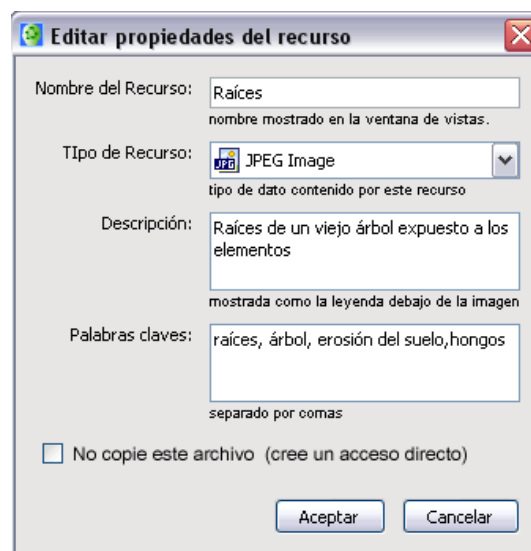 Editar propiedades del recurso
Nombre del Recurso: Raíces
nombre mostrado en la ventana de vistas.
TIpo de Recurso: JPEG Image
tipo de dato contenido por este recurso
Descripción: Raíces de un viejo árbol expuesto a los
elementos
mostrada como la leyenda debajo de la imagen
Palabras claves: raíces, árbol, erosión del suelo,hongos
separado por comas
No copie este archivo (cree un acceso directo)
Aceptar Cancelar